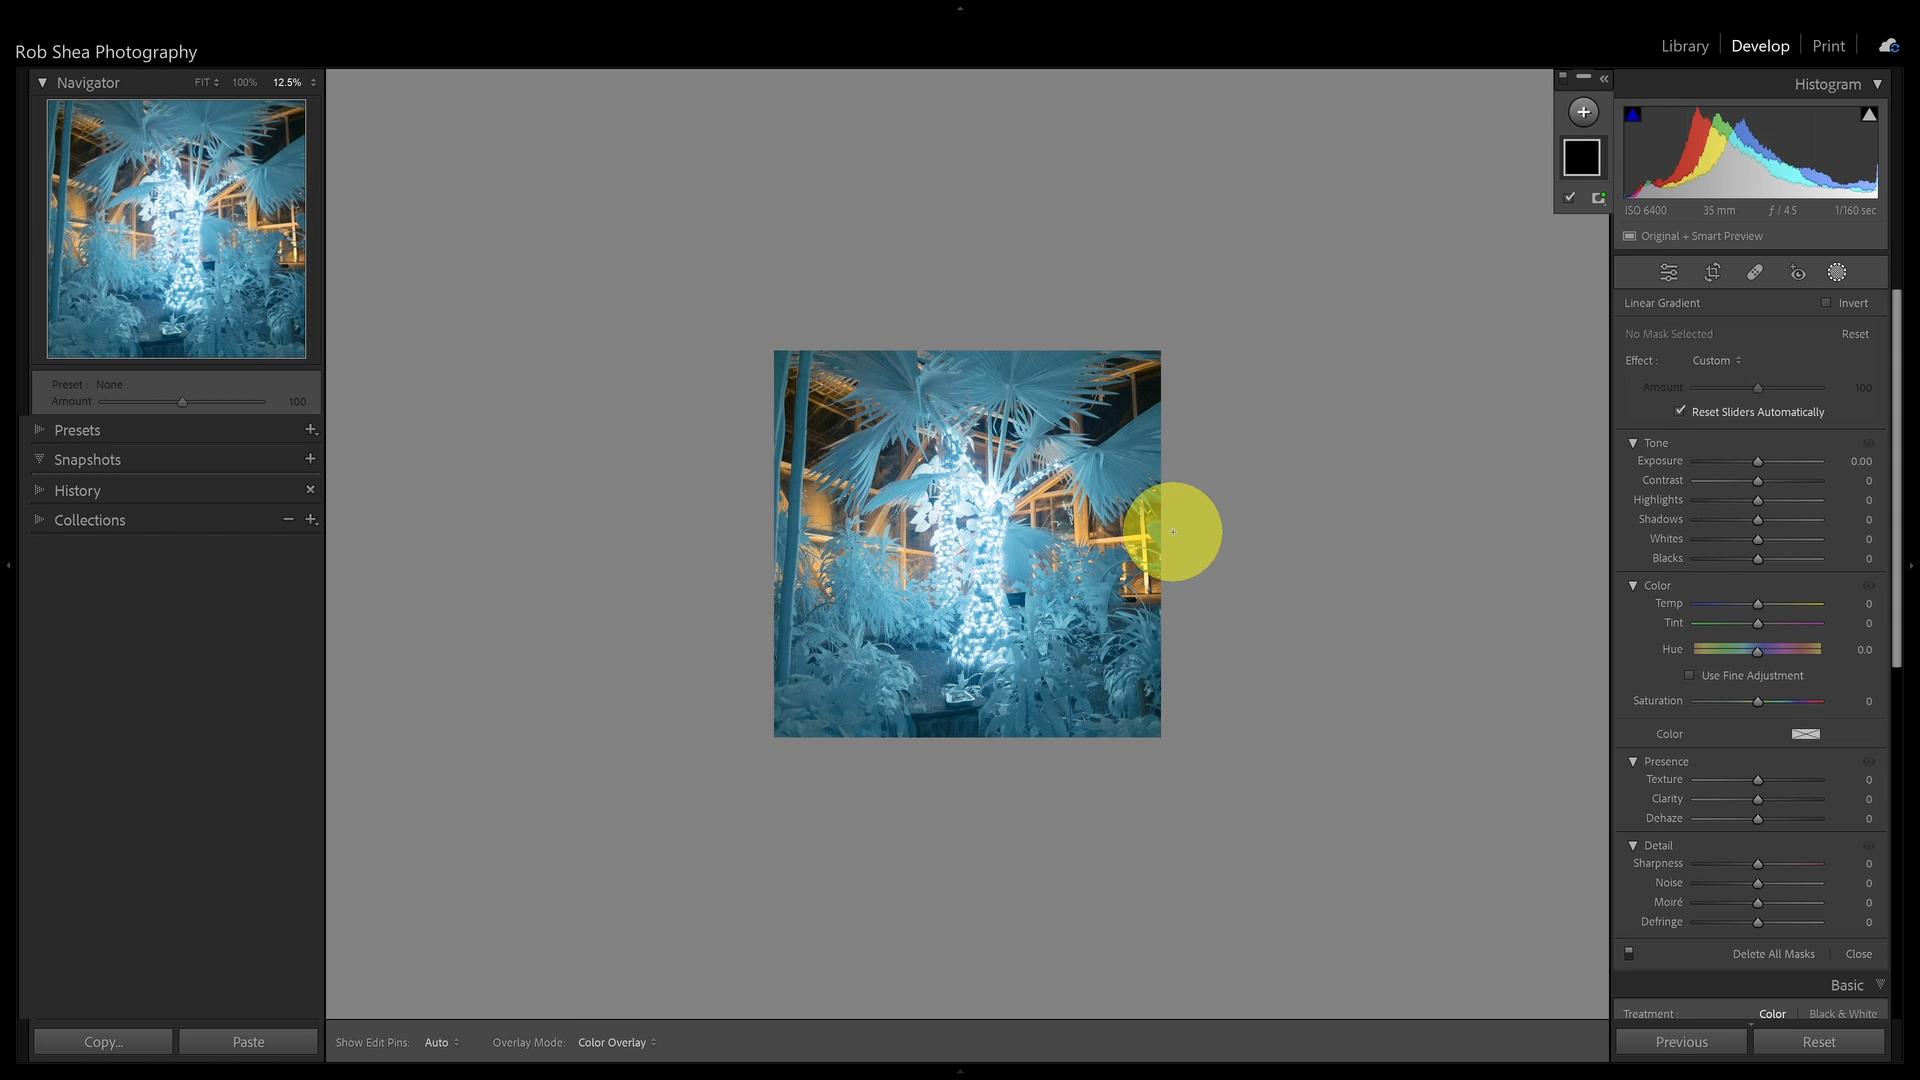 Rob Shea Photography
Library
Develop
Print
Navigator
FIT
100%
12.5%
Preset : None
Amount 100
Presets
Snapshots
History
Collections
Copy...
Paste
Show Edit Pins: Auto
Overlay Mode: Color Overlay
Histogram
ISO 6400 35 mm ƒ / 4.5 1/160 sec
Original + Smart Preview
Linear Gradient Invert
No Mask Selected Reset
Effect : Custom
Amount 100
Reset Sliders Automatically
Tone
Exposure 0.00
Contrast 0
Highlights 0
Shadows 0
Whites 0
Blacks 0
Color
Temp 0
Tint 0
Hue 0.0
Use Fine Adjustment
Saturation 0
Color
Presence
Texture 0
Clarity 0
Dehaze 0
Detail
Sharpness 0
Noise 0
Moiré 0
Defringe 0
Delete All Masks Close
Basic
Treatment : Color Black & White
Previous
Reset